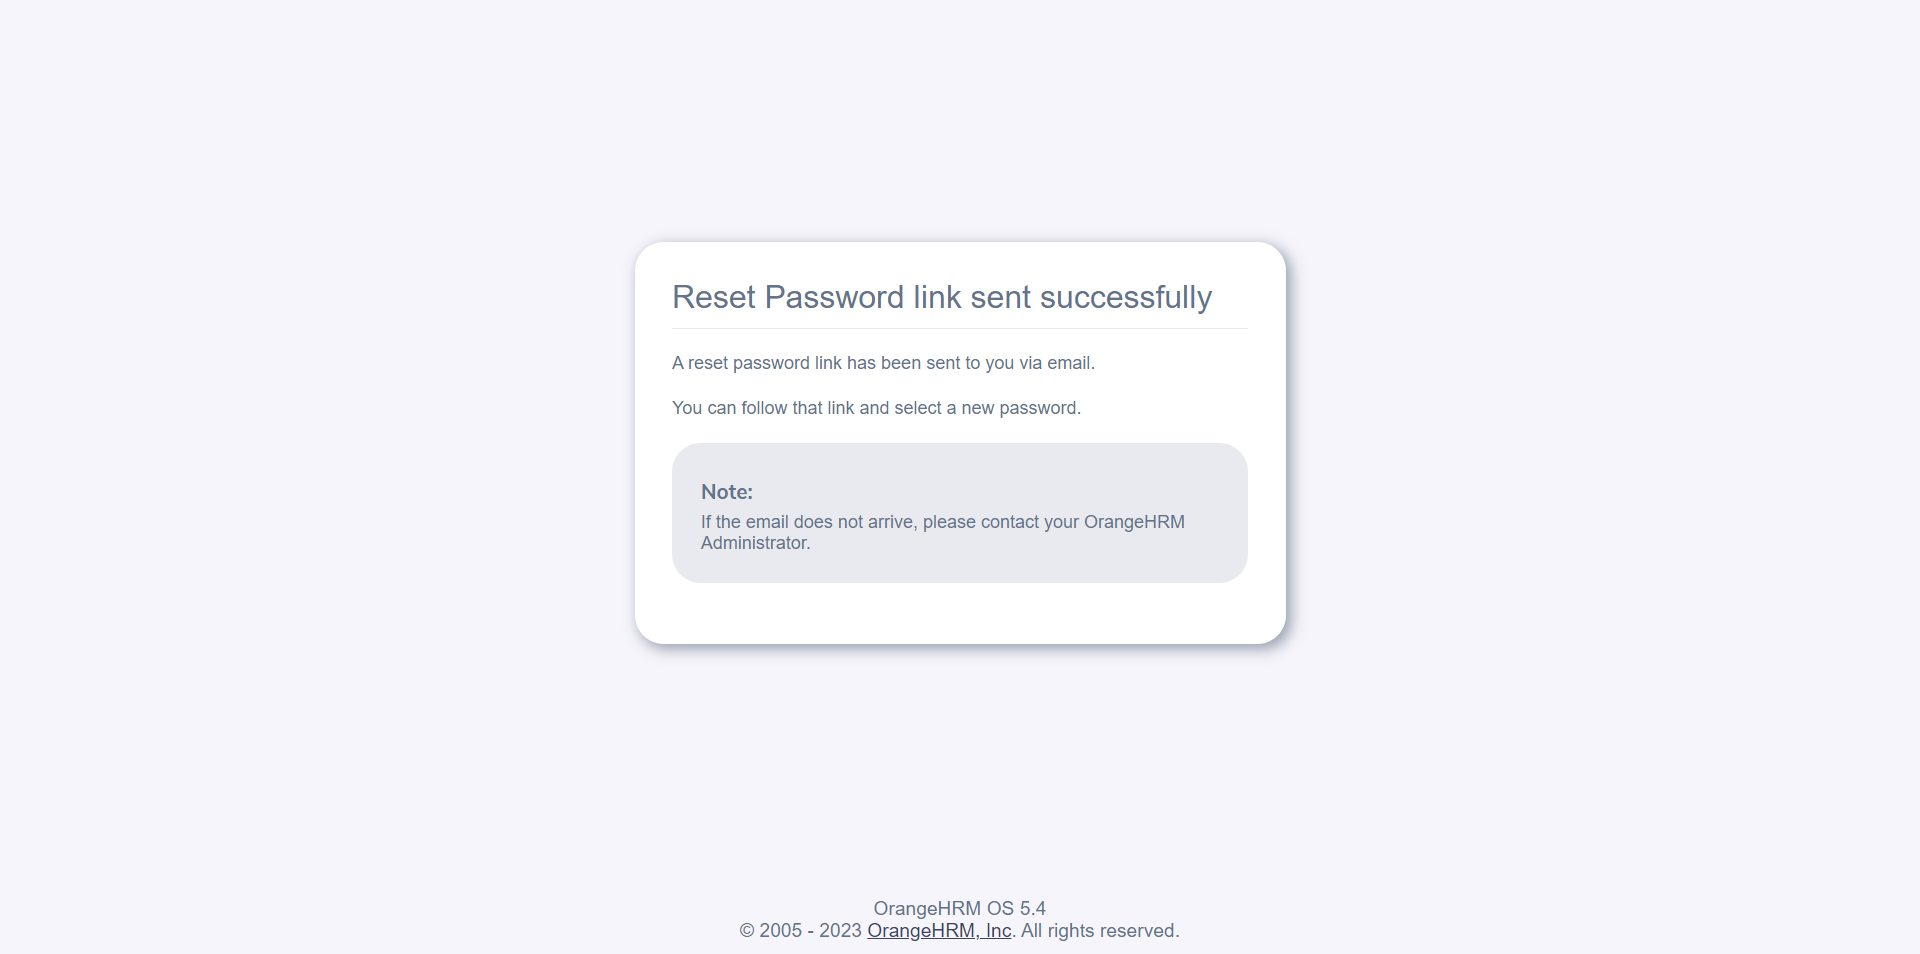 Reset Password link sent successfully
A reset password link has been sent to you via email.
You can follow that link and select a new password.
Note:
If the email does not arrive, please contact your OrangeHRM
Administrator.
OrangeHRM OS 5.4
© 2005 - 2023 OrangeHRM, Inc. All rights reserved.